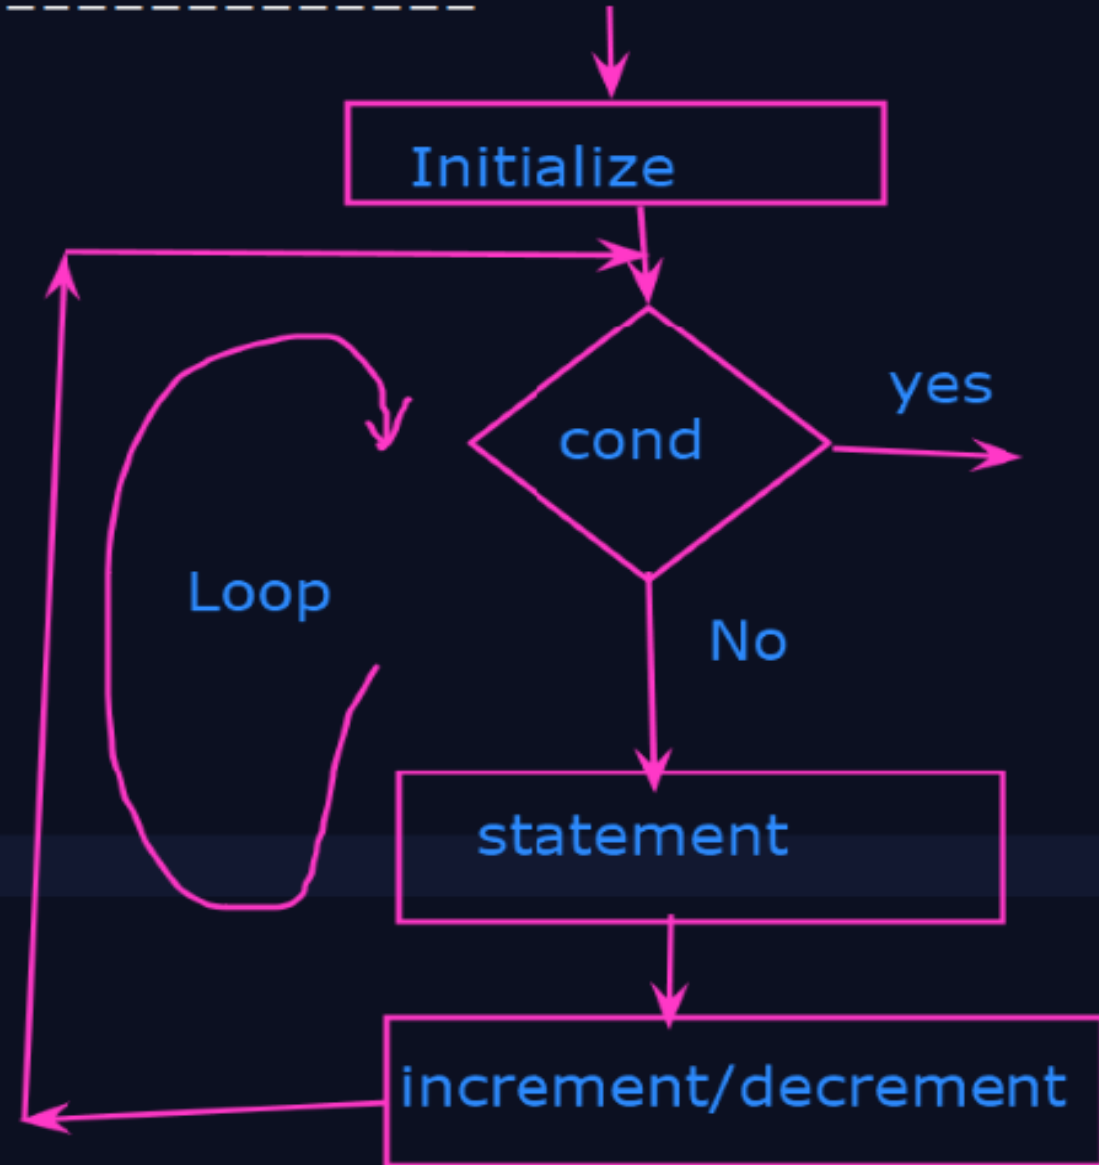 Initialize
yes
cond
Loop
No
statement
increment/decrement